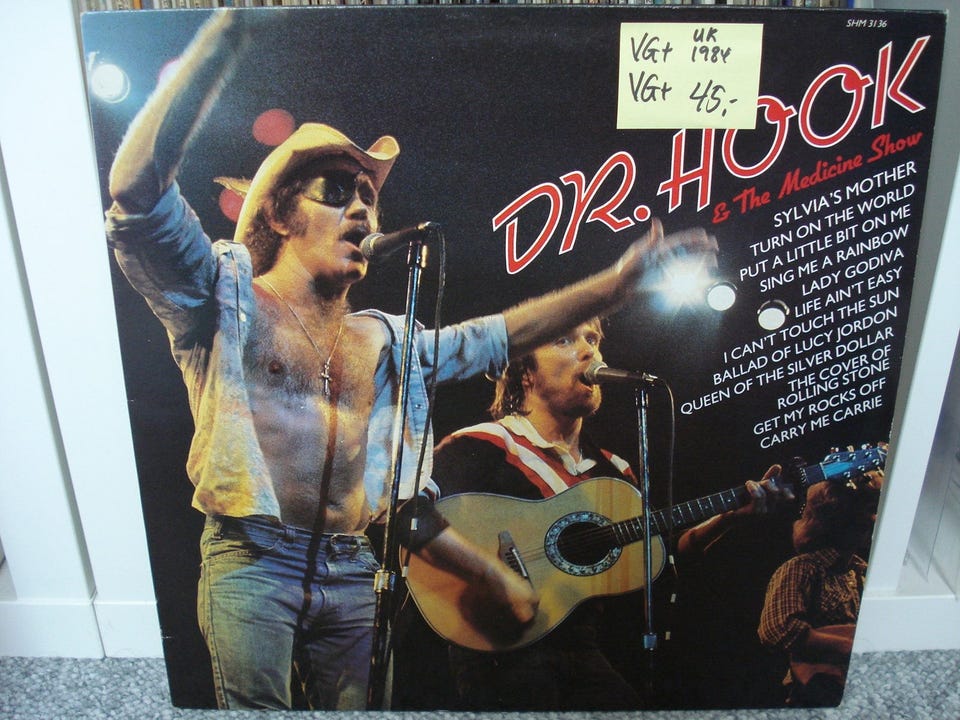 SHM 3136
VG+ UK 1984
VG+ 45,-
DR. HOOK
& The Medicine Show
SYLVIA'S MOTHER
TURN ON THE WORLD
PUT A LITTLE BIT ON ME
SING ME A RAINBOW
LADY GODIVA
LIFE AIN'T EASY
I CAN'T TOUCH THE SUN
BALLAD OF LUCY JORDON
QUEEN OF THE SILVER DOLLAR
THE COVER OF
ROLLING STONE
GET MY ROCKS OFF
CARRY ME CARRIE